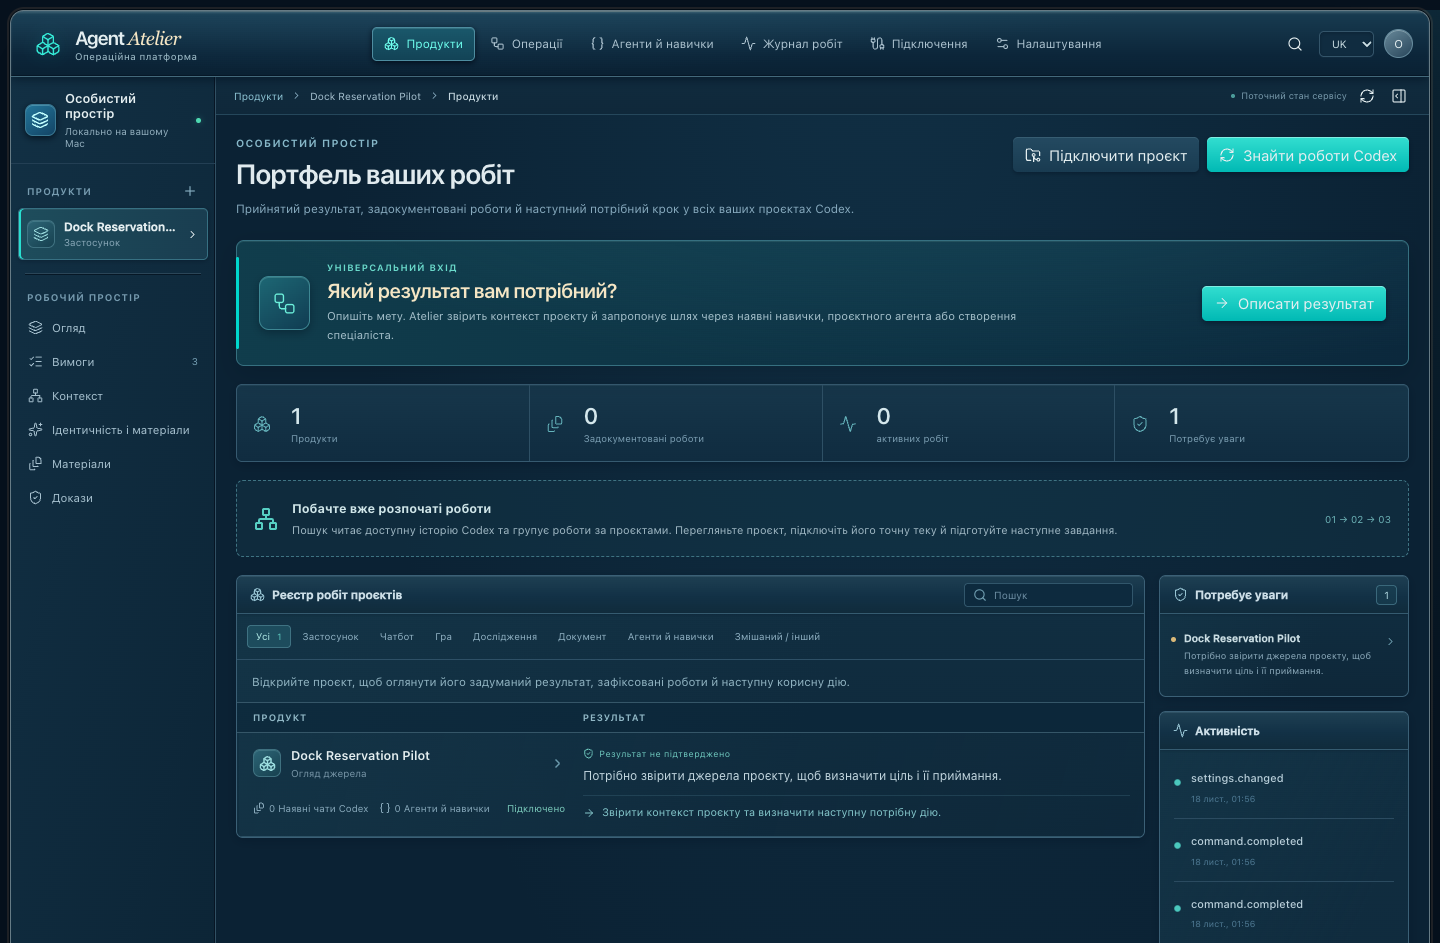 Agent Atelier
Операційна платформа
Продукти
Операції
Агенти й навички
Журнал робіт
Підключення
Налаштування
UK
O
Особистий
простір
Локально на вашому
Mac
ПРОДУКТИ
Dock Reservation...
Застосунок
РОБОЧИЙ ПРОСТІР
Огляд
Вимоги 3
Контекст
Ідентичність і матеріали
Матеріали
Докази
Продукти > Dock Reservation Pilot > Продукти
Поточний стан сервісу
ОСОБИСТИЙ ПРОСТІР
Портфель ваших робіт
Прийнятий результат, задокументовані роботи й наступний потрібний крок у всіх ваших проєктах Codex.
Підключити проєкт
Знайти роботи Codex
УНІВЕРСАЛЬНИЙ ВХІД
Який результат вам потрібний?
Опишіть мету. Atelier звірить контекст проєкту й запропонує шлях через наявні навички, проєктного агента або створення
спеціаліста.
Описати результат
1
Продукти
0
Задокументовані роботи
0
активних робіт
1
Потребує уваги
Побачте вже розпочаті роботи
Пошук читає доступну історію Codex та групує роботи за проєктами. Перегляньте проєкт, підключіть його точну теку й підготуйте наступне завдання.
01 → 02 → 03
Реєстр робіт проєктів
Пошук
Усі 1
Застосунок
Чатбот
Гра
Дослідження
Документ
Агенти й навички
Змішаний / інший
Відкрийте проєкт, щоб оглянути його задуманий результат, зафіксовані роботи й наступну корисну дію.
ПРОДУКТ
РЕЗУЛЬТАТ
Dock Reservation Pilot
Огляд джерела
0 Наявні чати Codex
0 Агенти й навички
Підключено
Результат не підтверджено
Потрібно звірити джерела проєкту, щоб визначити ціль і її приймання.
→ Звірити контекст проєкту та визначити наступну потрібну дію.
Потребує уваги
1
Dock Reservation Pilot
Потрібно звірити джерела проєкту, щоб
визначити ціль і її приймання.
Активність
settings.changed
18 лист., 01:56
command.completed
18 лист., 01:56
command.completed
18 лист., 01:56